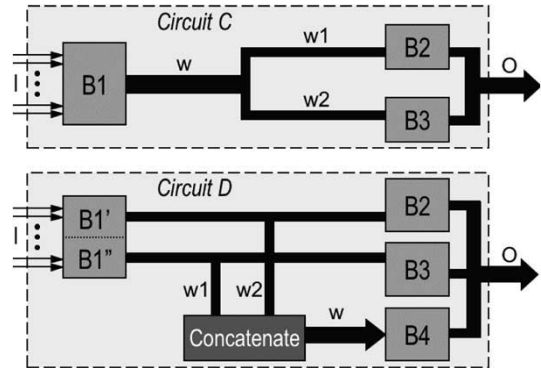 Circuit C
I
B1
w
w1
w2
B2
B3
O
Circuit D
I
B1'
B1"
w1
w2
Concatenate
w
B2
B3
B4
O